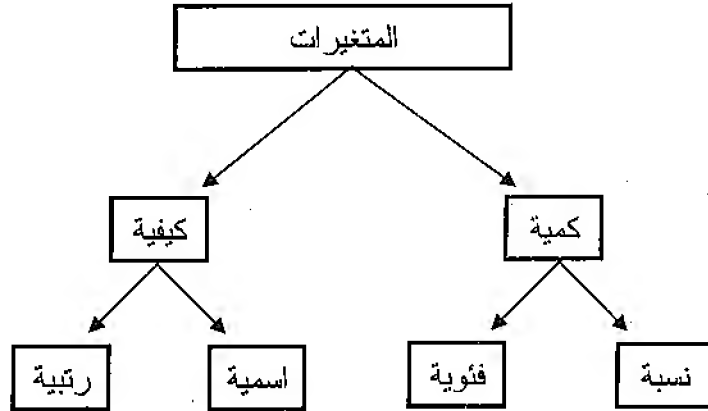 المتغيرات
كمية
كيفية
نسبة
فئوية
اسمية
رتبية